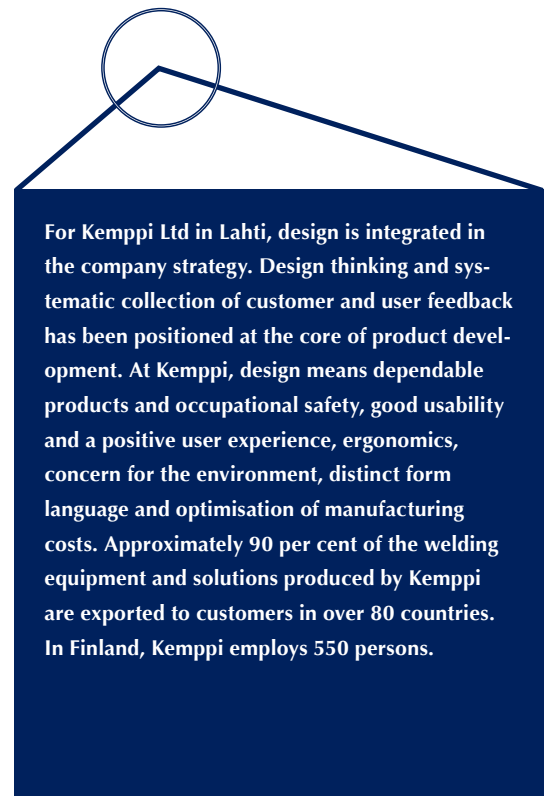 For Kemppi Ltd in Lahti, design is integrated in
the company strategy. Design thinking and sys-
tematic collection of customer and user feedback
has been positioned at the core of product devel-
opment. At Kemppi, design means dependable
products and occupational safety, good usability
and a positive user experience, ergonomics,
concern for the environment, distinct form
language and optimisation of manufacturing
costs. Approximately 90 per cent of the welding
equipment and solutions produced by Kemppi
are exported to customers in over 80 countries.
In Finland, Kemppi employs 550 persons.